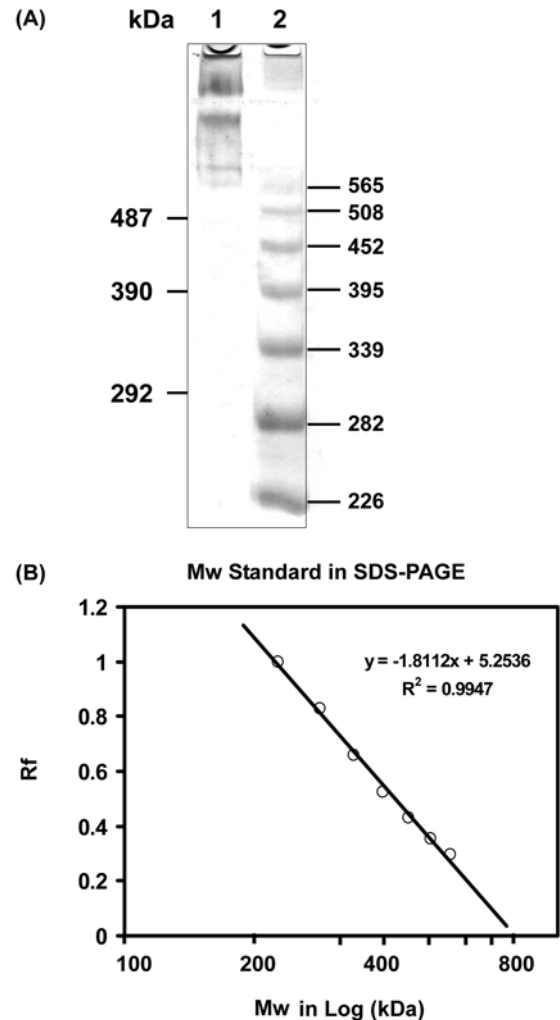 (A) kDa 1 2
565
508
487
452
395
390
339
292
282
226
(B) Mw Standard in SDS-PAGE
1.2
y = -1.8112x + 5.2536
R² = 0.9947
1
0.8
0.6
0.4
0.2
0
Rf
100 200 400 800
Mw in Log (kDa)